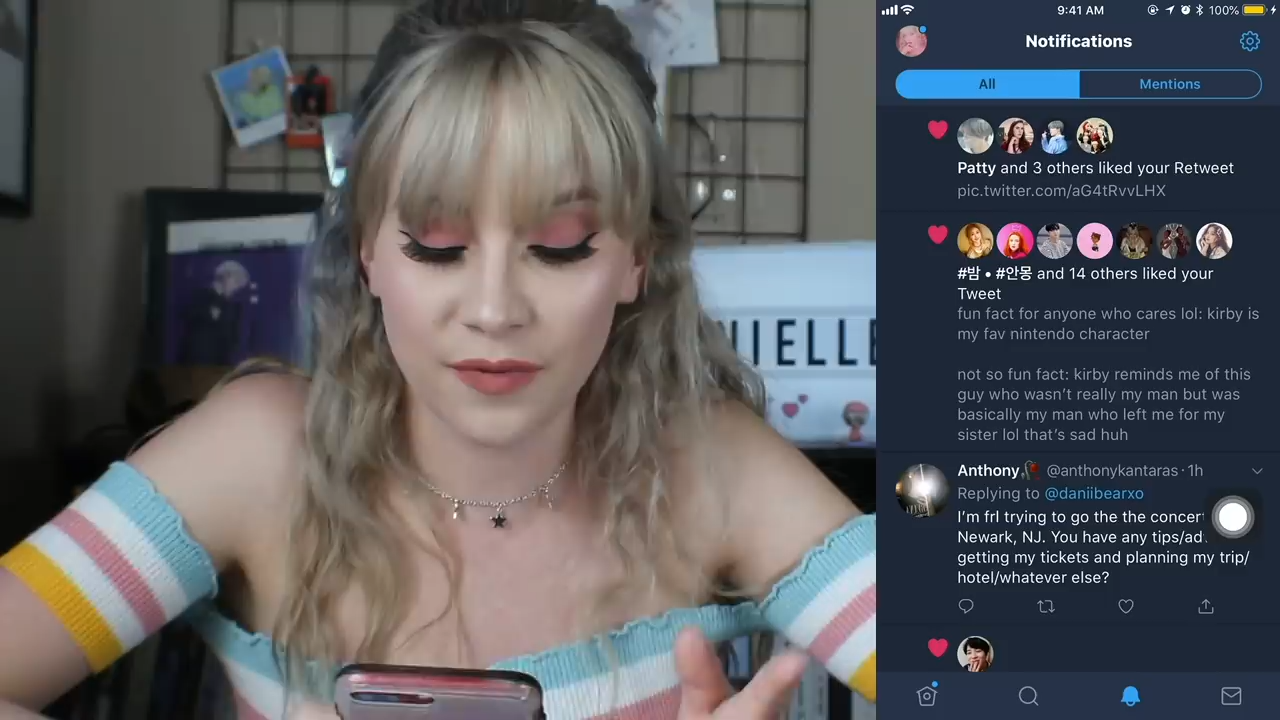 9:41 AM
100%
Notifications
All
Mentions
Patty and 3 others liked your Retweet
pic.twitter.com/aG4tRvvLHX
#밤 • #안몽 and 14 others liked your
Tweet
fun fact for anyone who cares lol: kirby is
my fav nintendo character
not so fun fact: kirby reminds me of this
guy who wasn't really my man but was
basically my man who left me for my
sister lol that's sad huh
Anthony @anthonykantaras · 1h
Replying to @daniibearxo
I'm frl trying to go the the concert
Newark, NJ. You have any tips/ad
getting my tickets and planning my trip/
hotel/whatever else?
NIELLE